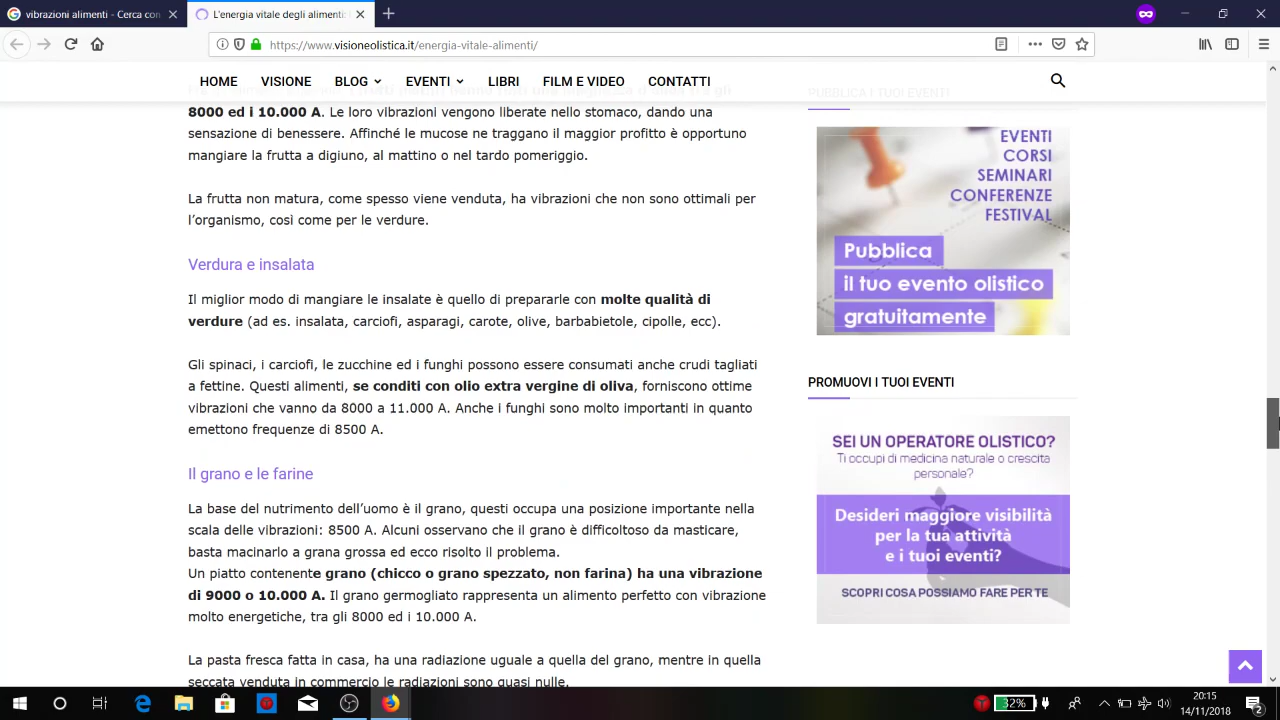 vibrazioni alimenti - Cerca con
L'energia vitale degli alimenti:
https://www.visioneolistica.it/energia-vitale-alimenti/
HOME VISIONE BLOG EVENTI LIBRI FILM E VIDEO CONTATTI
8000 ed i 10.000 A. Le loro vibrazioni vengono liberate nello stomaco, dando una
sensazione di benessere. Affinché le mucose ne traggano il maggior profitto è opportuno
mangiare la frutta a digiuno, al mattino o nel tardo pomeriggio.
La frutta non matura, come spesso viene venduta, ha vibrazioni che non sono ottimali per
l'organismo, così come per le verdure.
Verdura e insalata
Il miglior modo di mangiare le insalate è quello di prepararle con molte qualità di
verdure (ad es. insalata, carciofi, asparagi, carote, olive, barbabietole, cipolle, ecc).
Gli spinaci, i carciofi, le zucchine ed i funghi possono essere consumati anche crudi tagliati
a fettine. Questi alimenti, se conditi con olio extra vergine di oliva, forniscono ottime
vibrazioni che vanno da 8000 a 11.000 A. Anche i funghi sono molto importanti in quanto
emettono frequenze di 8500 A.
Il grano e le farine
La base del nutrimento dell'uomo è il grano, questi occupa una posizione importante nella
scala delle vibrazioni: 8500 A. Alcuni osservano che il grano è difficoltoso da masticare,
basta macinarlo a grana grossa ed ecco risolto il problema.
Un piatto contenente grano (chicco o grano spezzato, non farina) ha una vibrazione
di 9000 o 10.000 A. Il grano germogliato rappresenta un alimento perfetto con vibrazione
molto energetiche, tra gli 8000 ed i 10.000 A.
La pasta fresca fatta in casa, ha una radiazione uguale a quella del grano, mentre in quella
seccata venduta in commercio le radiazioni sono quasi nulle.
PUBBLICA I TUOI EVENTI
EVENTI
CORSI
SEMINARI
CONFERENZE
FESTIVAL
Pubblica
il tuo evento olistico
gratuitamente
PROMUOVI I TUOI EVENTI
SEI UN OPERATORE OLISTICO?
Ti occupi di medicina naturale o crescita
personale?
Desideri maggiore visibilità
per la tua attività
e i tuoi eventi?
SCOPRI COSA POSSIAMO FARE PER TE
32%
20:15
14/11/2018
2